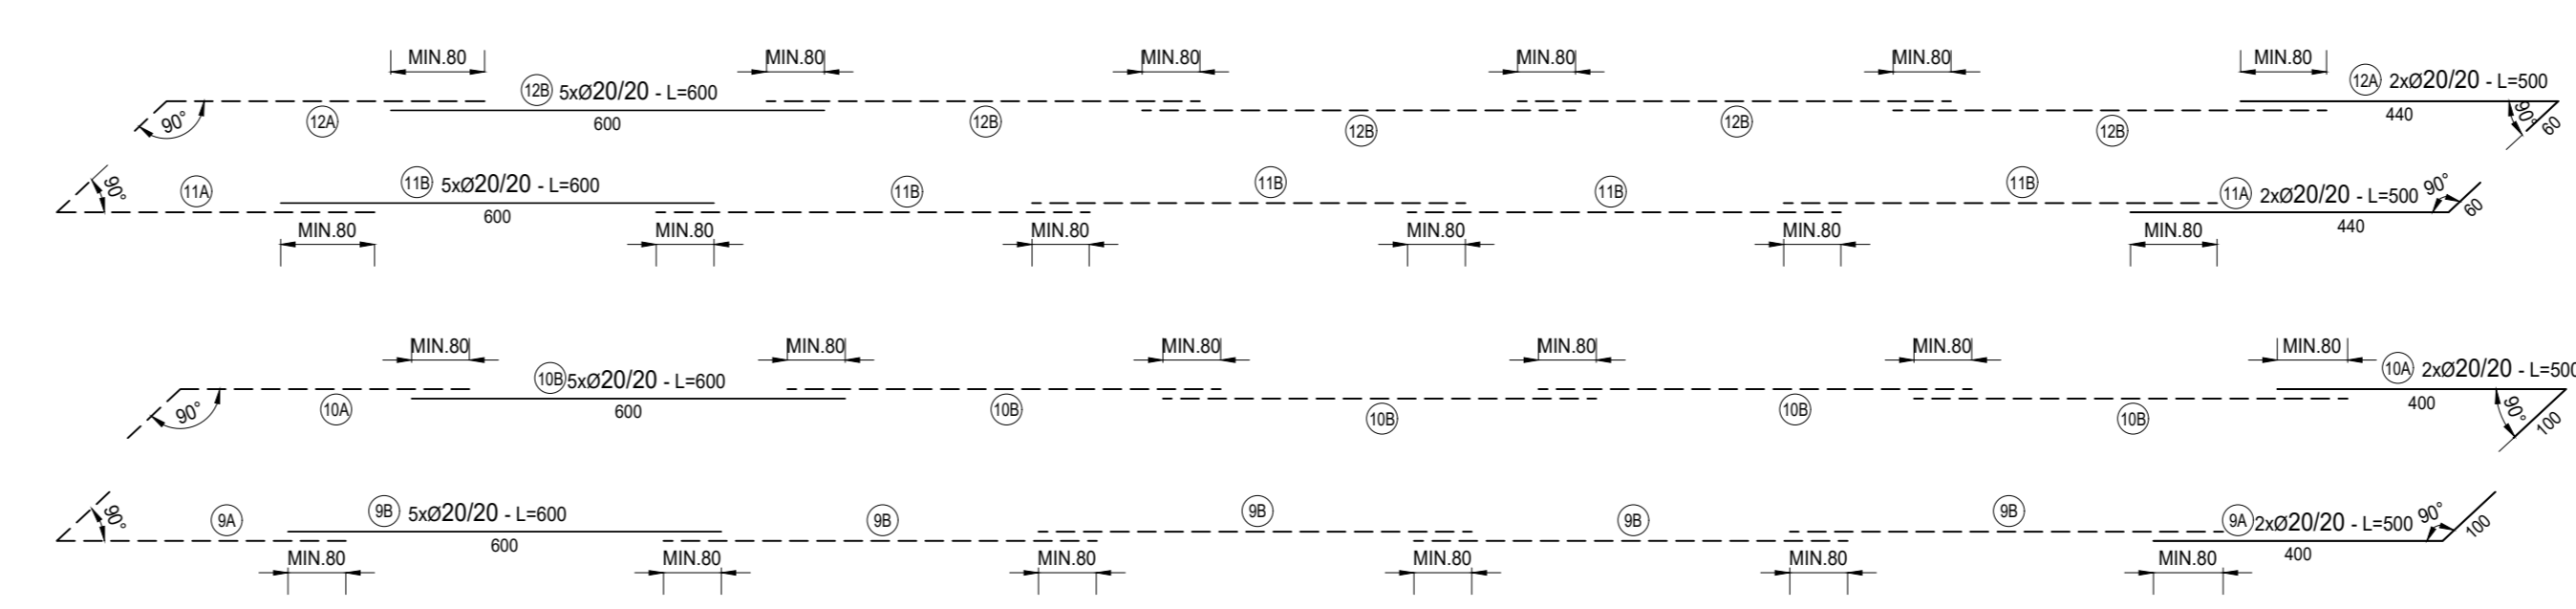 MIN.80 MIN.80 MIN.80 MIN.80 MIN.80 MIN.80
12B 5xØ20/20 - L=600 12A 2xØ20/20 - L=500
90° 12A 600 12B 12B 12B 12B 440 90° 60
90° 11A 11B 5xØ20/20 - L=600 11B 11B 11B 11B 11A 2xØ20/20 - L=500 90°
600 440 60
MIN.80 MIN.80 MIN.80 MIN.80 MIN.80 MIN.80
MIN.80 MIN.80 MIN.80 MIN.80 MIN.80 MIN.80
10B 5xØ20/20 - L=600 10A 2xØ20/20 - L=500
90° 10A 600 10B 10B 10B 10B 400 90° 100
90° 9A 9B 5xØ20/20 - L=600 9B 9B 9B 9B 9A 2xØ20/20 - L=500 90° 100
600 400
MIN.80 MIN.80 MIN.80 MIN.80 MIN.80 MIN.80